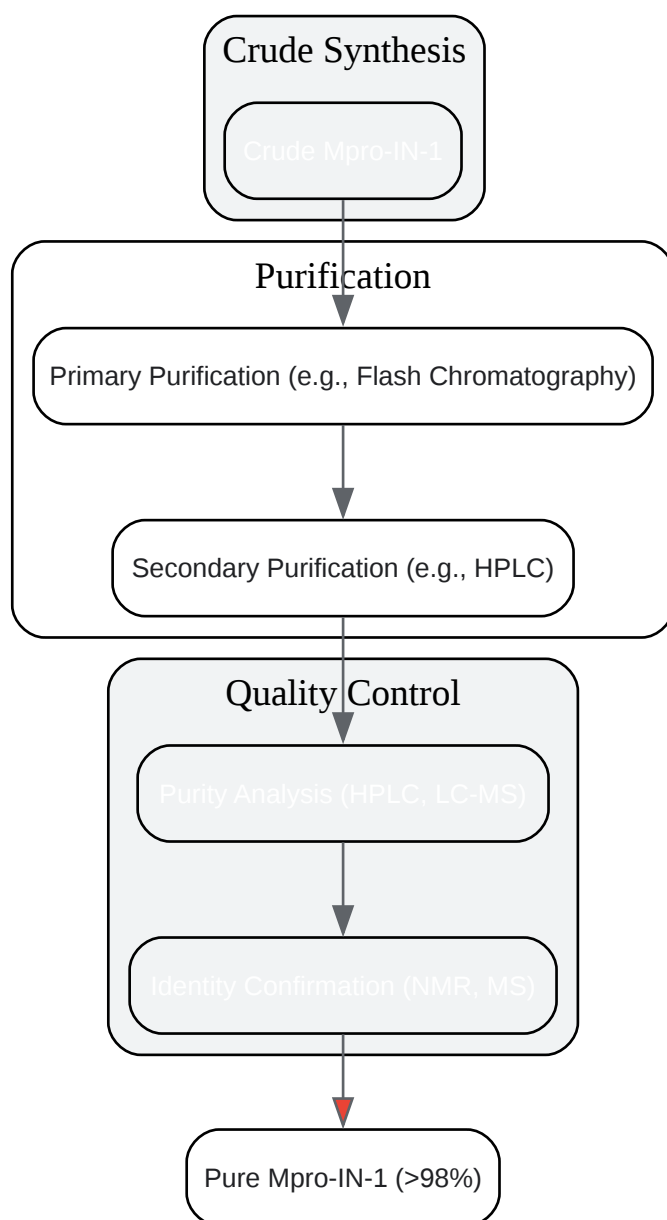 Crude Synthesis
Crude Mpro-IN-1
Purification
Primary Purification (e.g., Flash Chromatography)
Secondary Purification (e.g., HPLC)
Quality Control
Purity Analysis (HPLC, LC-MS)
Identity Confirmation (NMR, MS)
Pure Mpro-IN-1 (>98%)